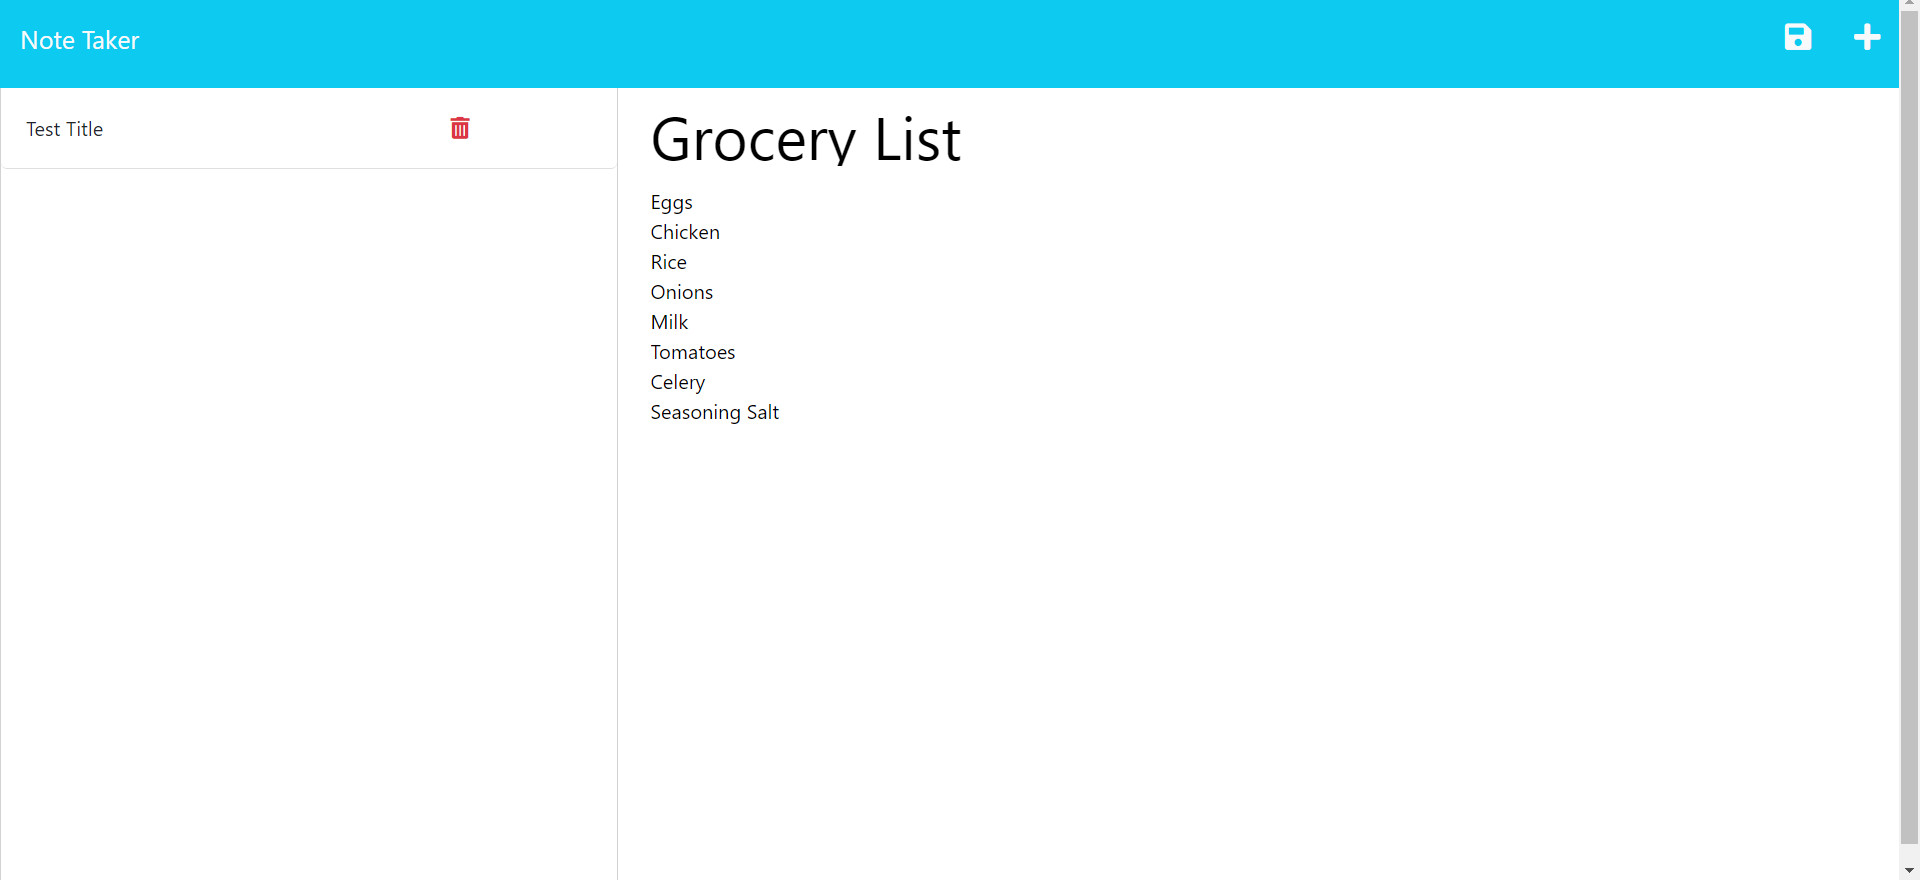 Note Taker
Test Title
Grocery List
Eggs
Chicken
Rice
Onions
Milk
Tomatoes
Celery
Seasoning Salt